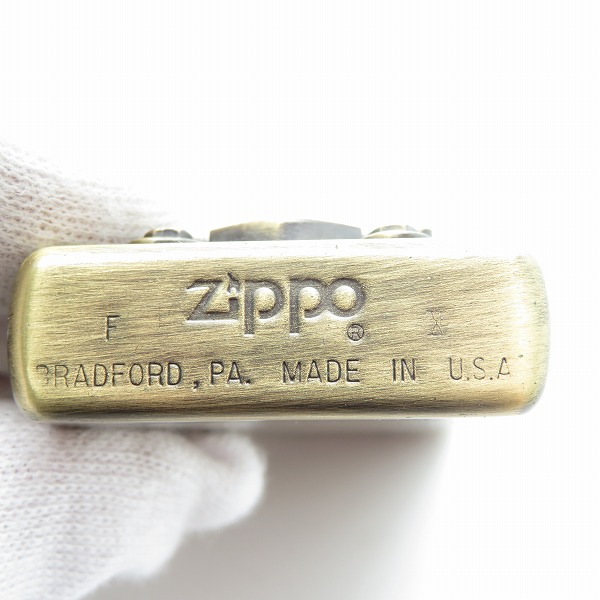 zippo ®
F X
BRADFORD, PA. MADE IN U.S.A